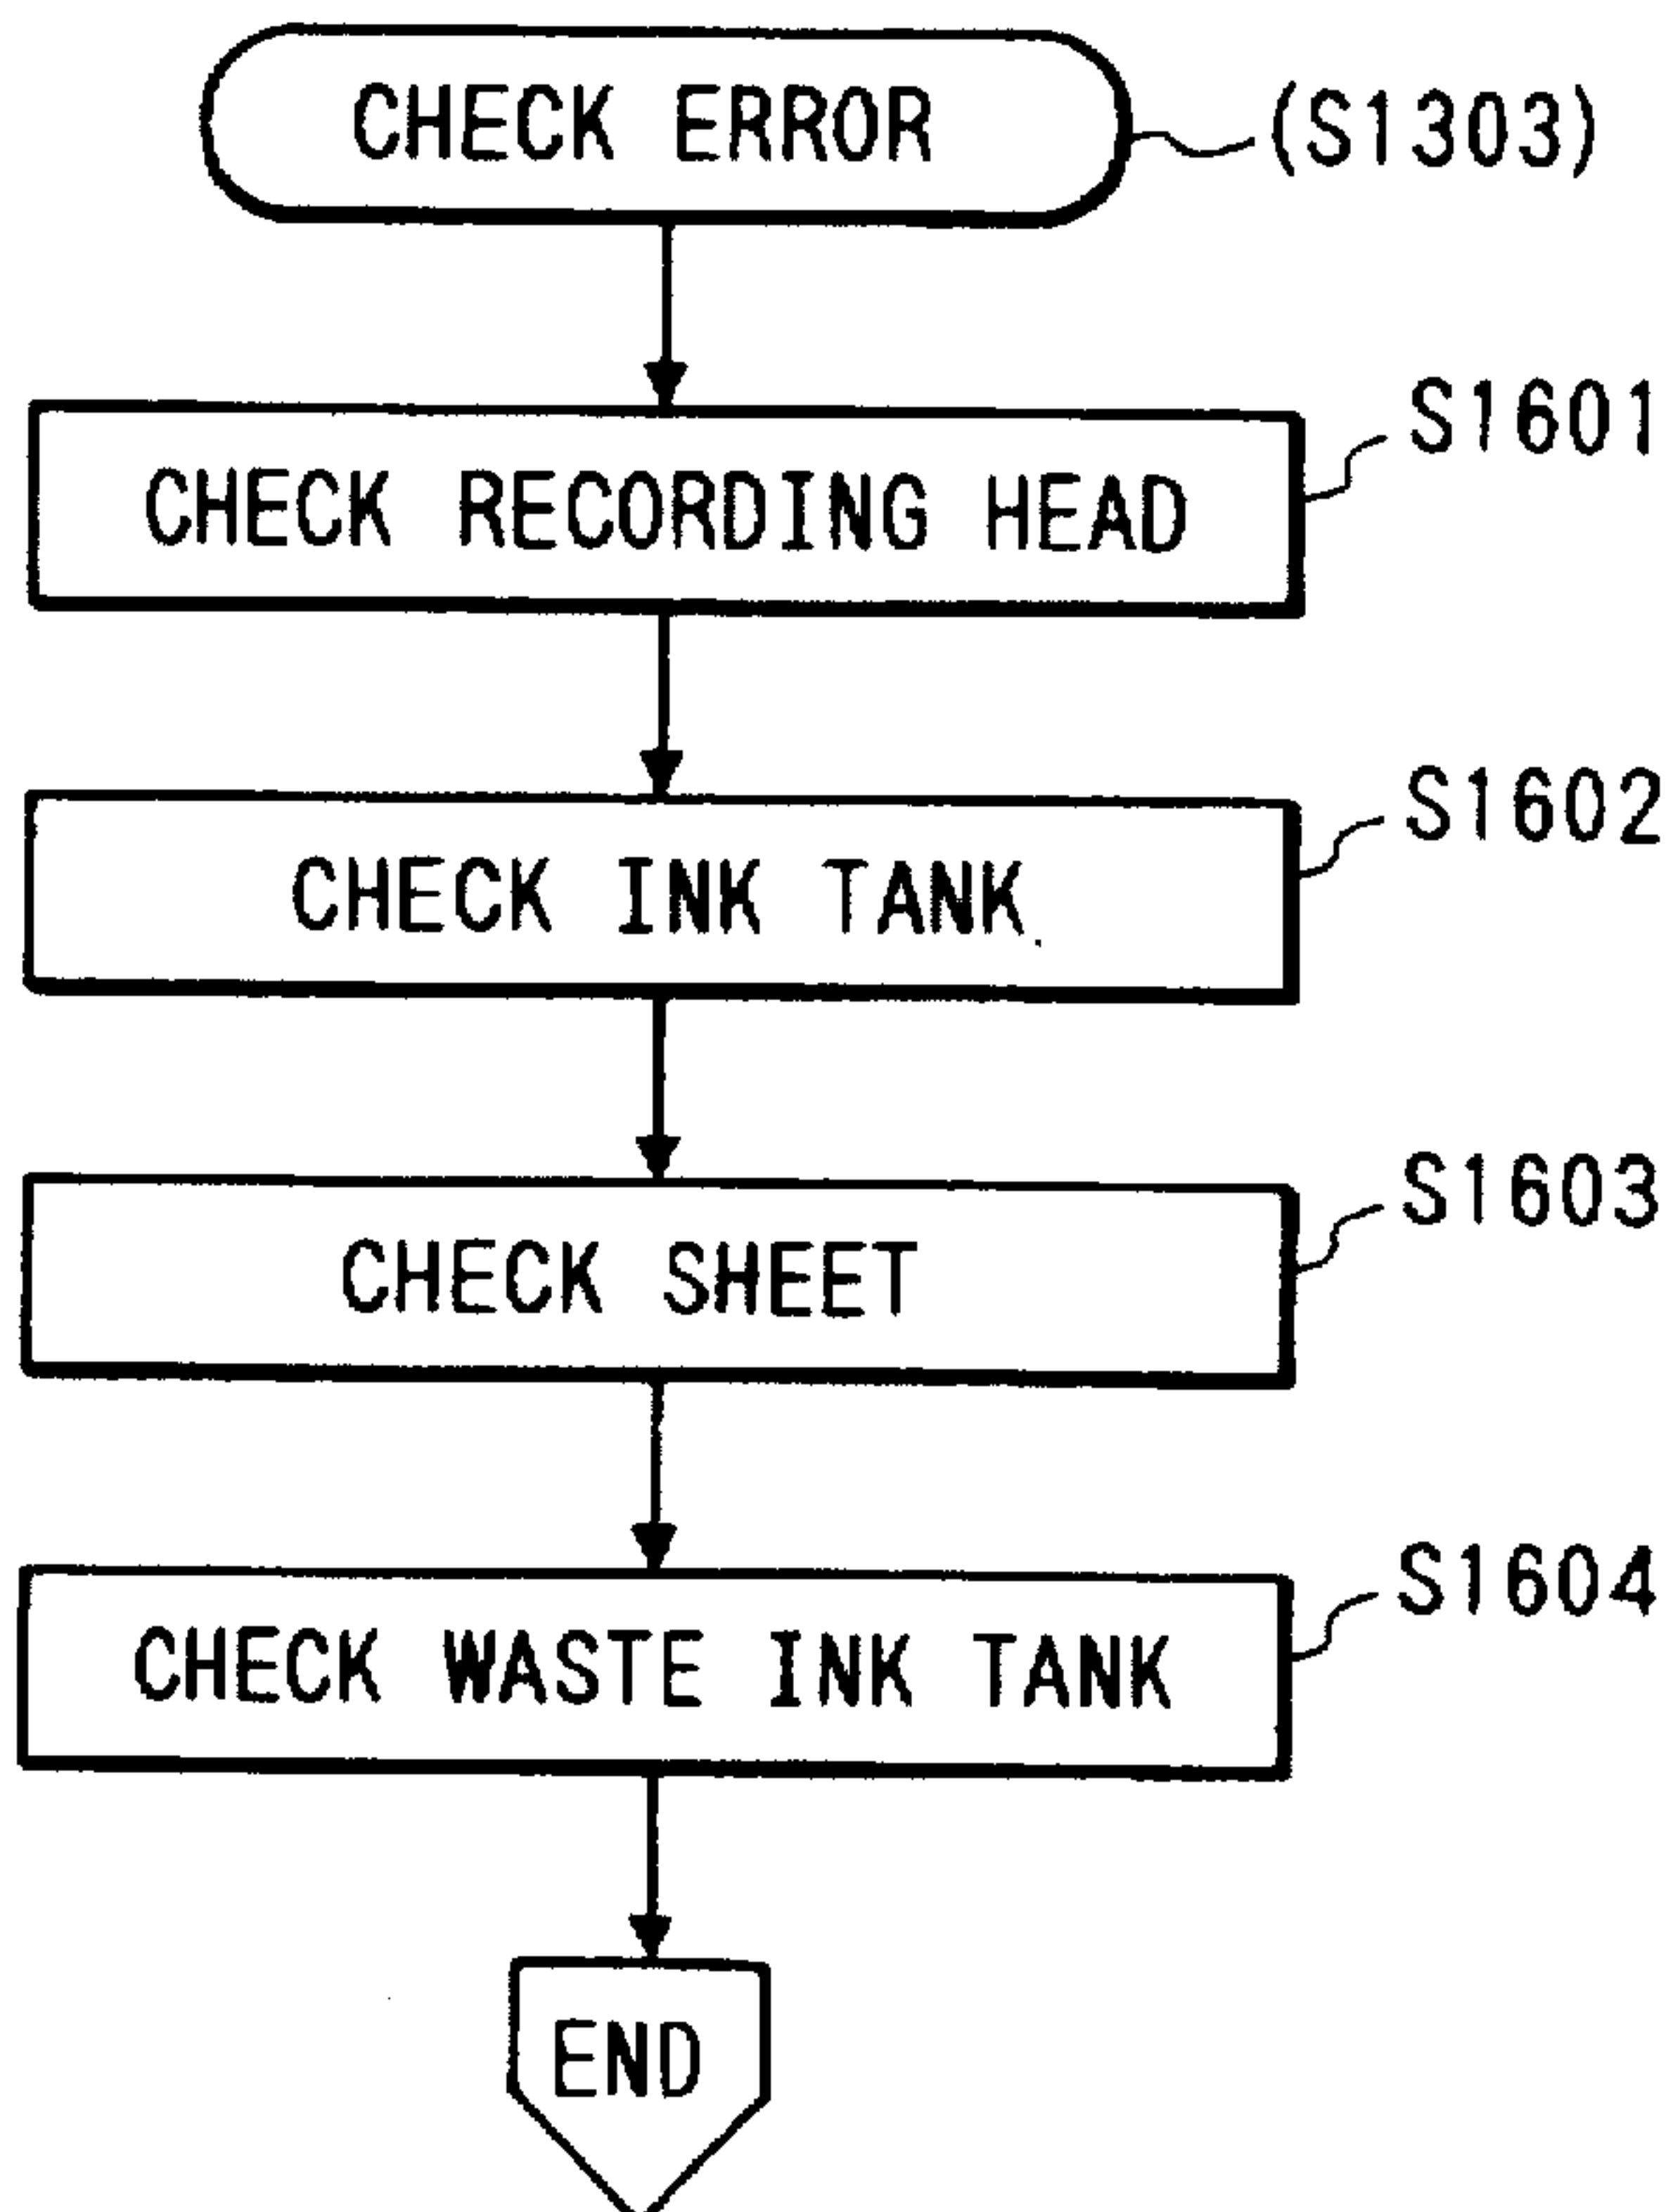 CHECK ERROR (S1303)
S1601
CHECK RECORDING HEAD
S1602
CHECK INK TANK
S1603
CHECK SHEET
S1604
CHECK WASTE INK TANK
END